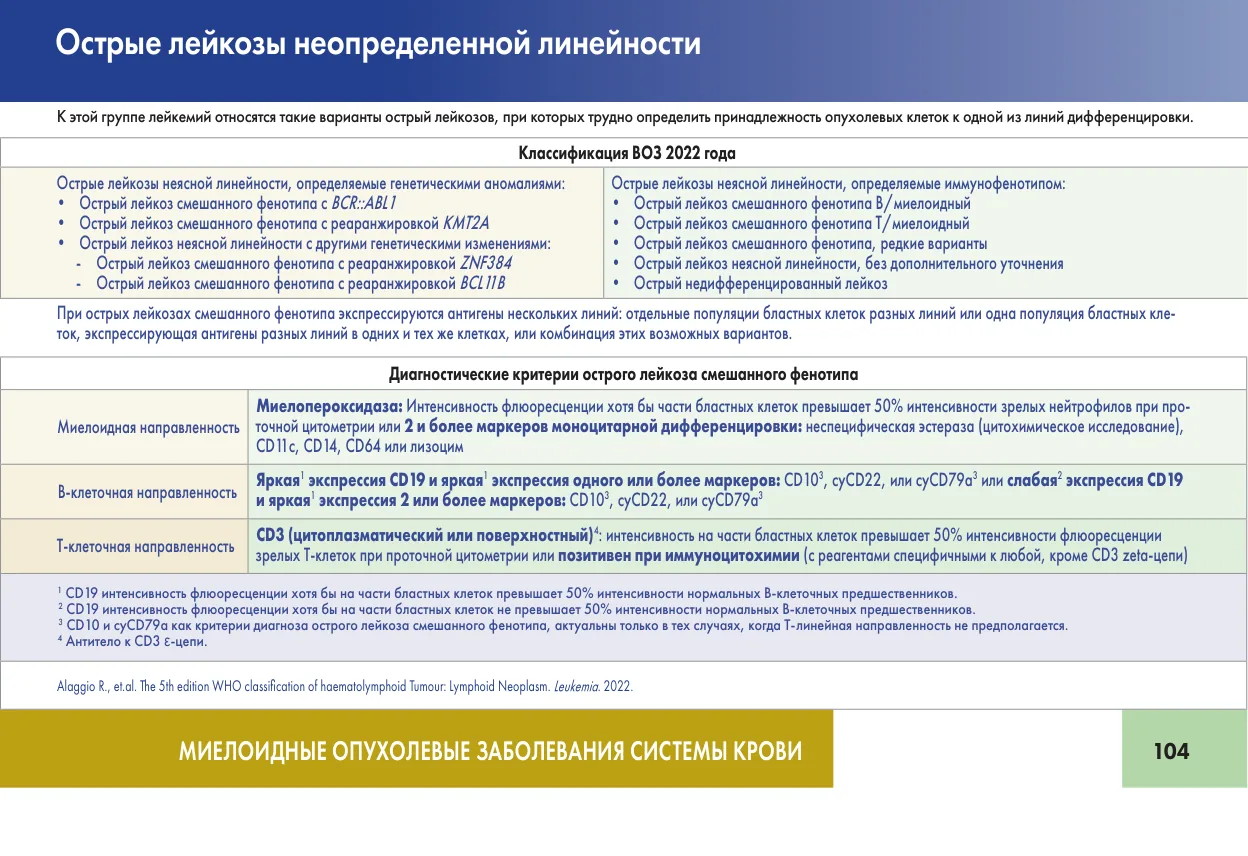 Острые лейкозы неопределенной линейности
К этой группе лейкемий относятся такие варианты острый лейкозов, при которых трудно определить принадлежность опухолевых клеток к одной из линий дифференцировки.
Классификация ВОЗ 2022 года
Острые лейкозы неясной линейности, определяемые генетическими аномалиями:
• Острый лейкоз смешанного фенотипа с BCR::ABL1
• Острый лейкоз смешанного фенотипа с реаранжировкой KMT2A
• Острый лейкоз неясной линейности с другими генетическими изменениями:
- Острый лейкоз смешанного фенотипа с реаранжировкой ZNF384
- Острый лейкоз смешанного фенотипа с реаранжировкой BCL11B
Острые лейкозы неясной линейности, определяемые иммунофенотипом:
• Острый лейкоз смешанного фенотипа В/миелоидный
• Острый лейкоз смешанного фенотипа Т/миелоидный
• Острый лейкоз смешанного фенотипа, редкие варианты
• Острый лейкоз неясной линейности, без дополнительного уточнения
• Острый недифференцированный лейкоз
При острых лейкозах смешанного фенотипа экспрессируются антигены нескольких линий: отдельные популяции бластных клеток разных линий или одна популяция бластных кле-
ток, экспрессирующая антигены разных линий в одних и тех же клетках, или комбинация этих возможных вариантов.
Диагностические критерии острого лейкоза смешанного фенотипа
Миелоидная направленность
Миелопероксидаза: Интенсивность флюоресценции хотя бы части бластных клеток превышает 50% интенсивности зрелых нейтрофилов при про-
точной цитометрии или 2 и более маркеров моноцитарной дифференцировки: неспецифическая эстераза (цитохимическое исследование),
CD11c, CD14, CD64 или лизоцим
В-клеточная направленность
Яркая¹ экспрессия CD19 и яркая¹ экспрессия одного или более маркеров: CD10³, cyCD22, или cyCD79a³ или слабая² экспрессия CD19
и яркая¹ экспрессия 2 или более маркеров: CD10³, cyCD22, или cyCD79a³
Т-клеточная направленность
CD3 (цитоплазматический или поверхностный)⁴: интенсивность на части бластных клеток превышает 50% интенсивности флюоресценции
зрелых Т-клеток при проточной цитометрии или позитивен при иммуноцитохимии (с реагентами специфичными к любой, кроме CD3 zeta-цепи)
¹ CD19 интенсивность флюоресценции хотя бы на части бластных клеток превышает 50% интенсивности нормальных В-клеточных предшественников.
² CD19 интенсивность флюоресценции хотя бы на части бластных клеток не превышает 50% интенсивности нормальных В-клеточных предшественников.
³ CD10 и cyCD79a как критерии диагноза острого лейкоза смешанного фенотипа, актуальны только в тех случаях, когда Т-линейная направленность не предполагается.
⁴ Антитело к CD3 ε-цепи.
Alaggio R., et.al. The 5th edition WHO classification of haematolymphoid Tumour: Lymphoid Neoplasm. Leukemia. 2022.
МИЕЛОИДНЫЕ ОПУХОЛЕВЫЕ ЗАБОЛЕВАНИЯ СИСТЕМЫ КРОВИ
104